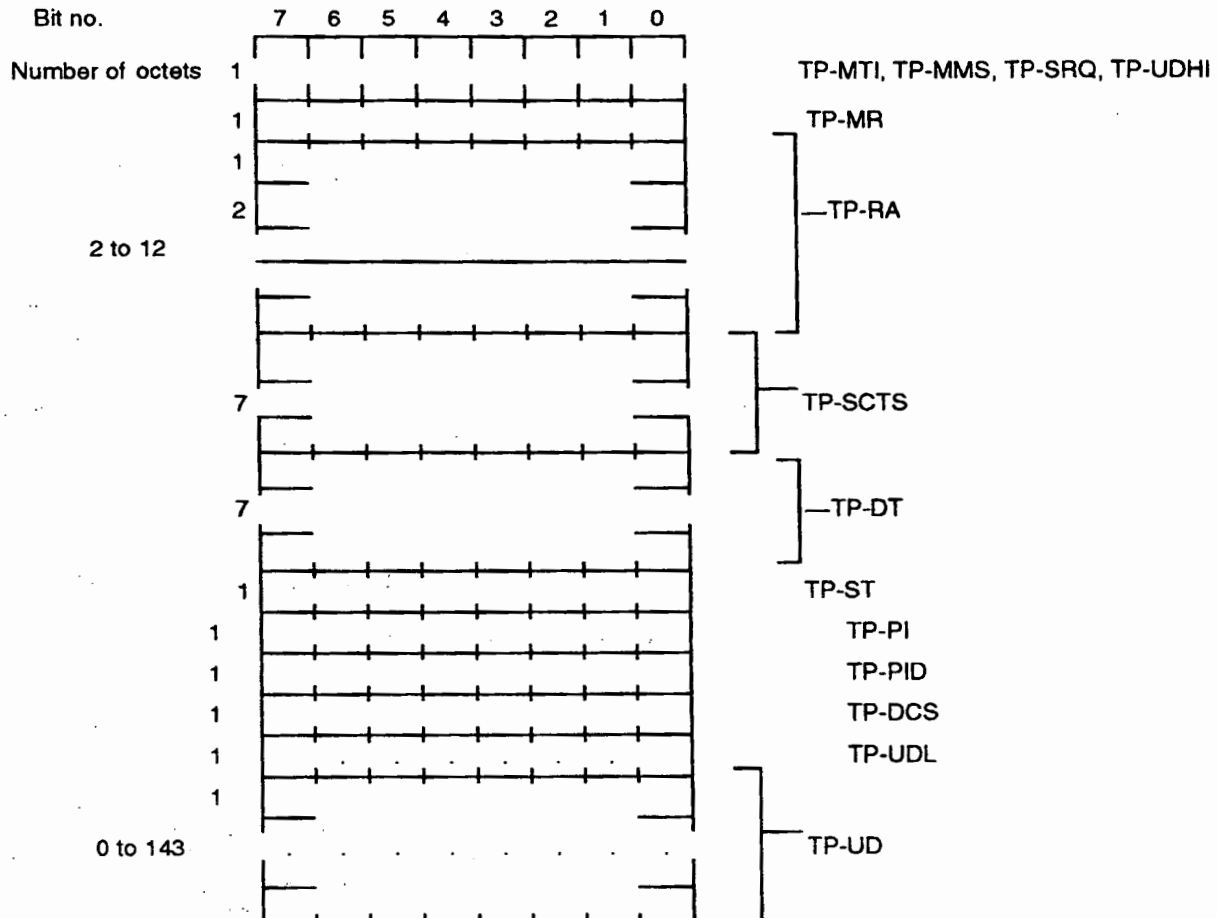 Bit no. 7 6 5 4 3 2 1 0
Number of octets 1 TP-MTI, TP-MMS, TP-SRQ, TP-UDHI
1 TP-MR
1
2 TP-RA
2 to 12
7 TP-SCTS
7 TP-DT
1 TP-ST
1 TP-PI
1 TP-PID
1 TP-DCS
1 TP-UDL
1
0 to 143 TP-UD